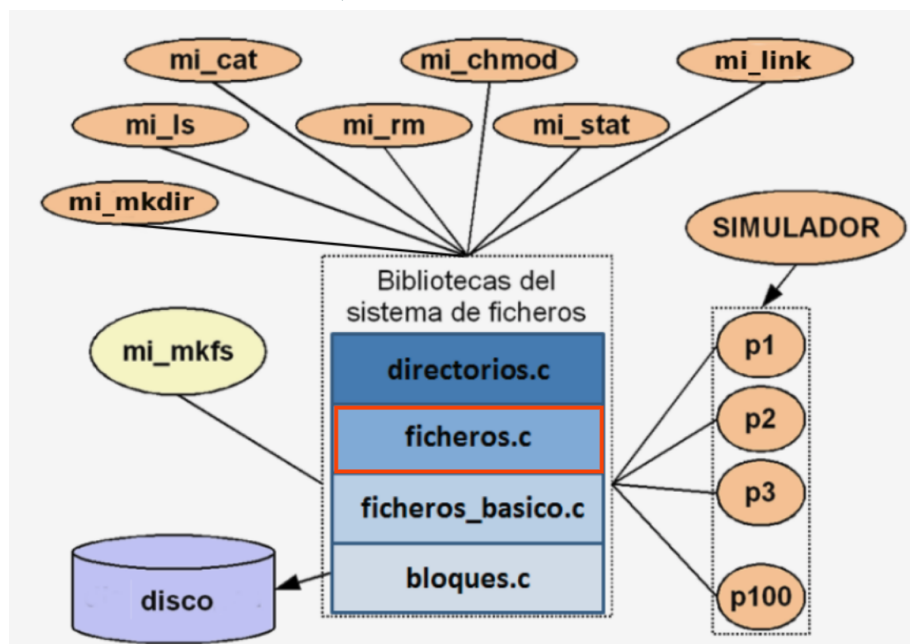 mi_cat
mi_chmod
mi_link
mi_ls
mi_rm
mi_stat
mi_mkdir
SIMULADOR
Bibliotecas del
sistema de ficheros
mi_mkfs
directorios.c
ficheros.c
ficheros_basico.c
bloques.c
disco
p1
p2
p3
p100